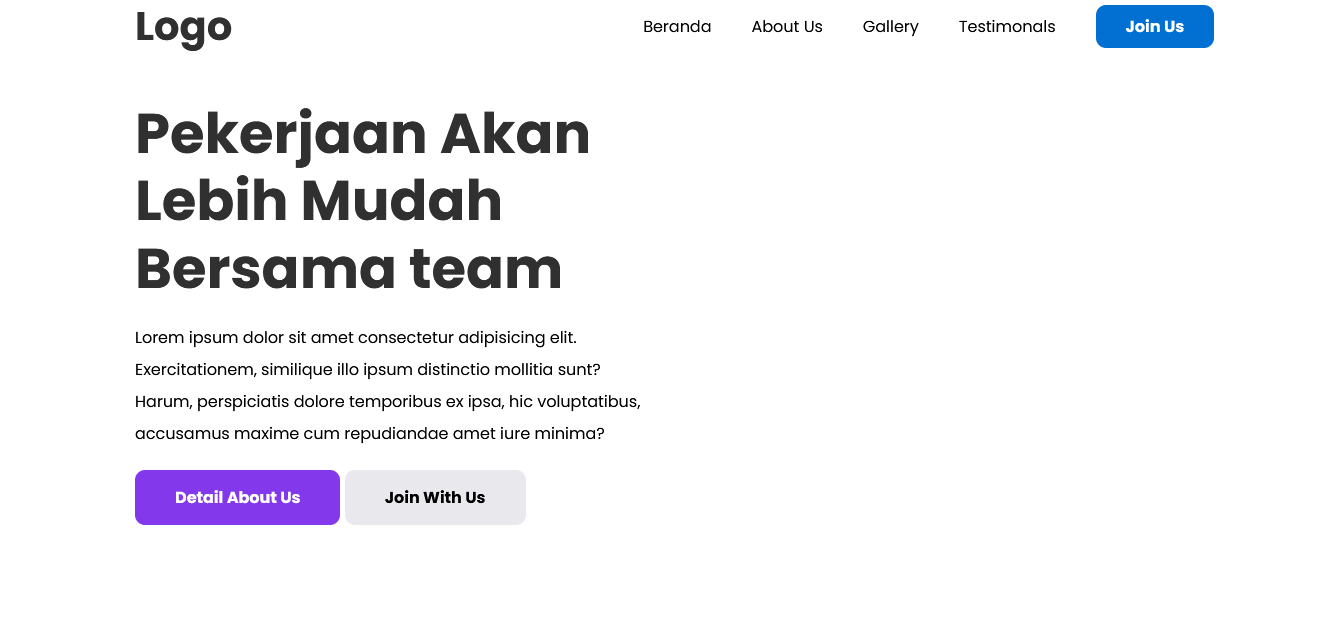 Logo
Beranda About Us Gallery Testimonals Join Us
Pekerjaan Akan
Lebih Mudah
Bersama team
Lorem ipsum dolor sit amet consectetur adipisicing elit.
Exercitationem, similique illo ipsum distinctio mollitia sunt?
Harum, perspiciatis dolore temporibus ex ipsa, hic voluptatibus,
accusamus maxime cum repudiandae amet iure minima?
Detail About Us Join With Us